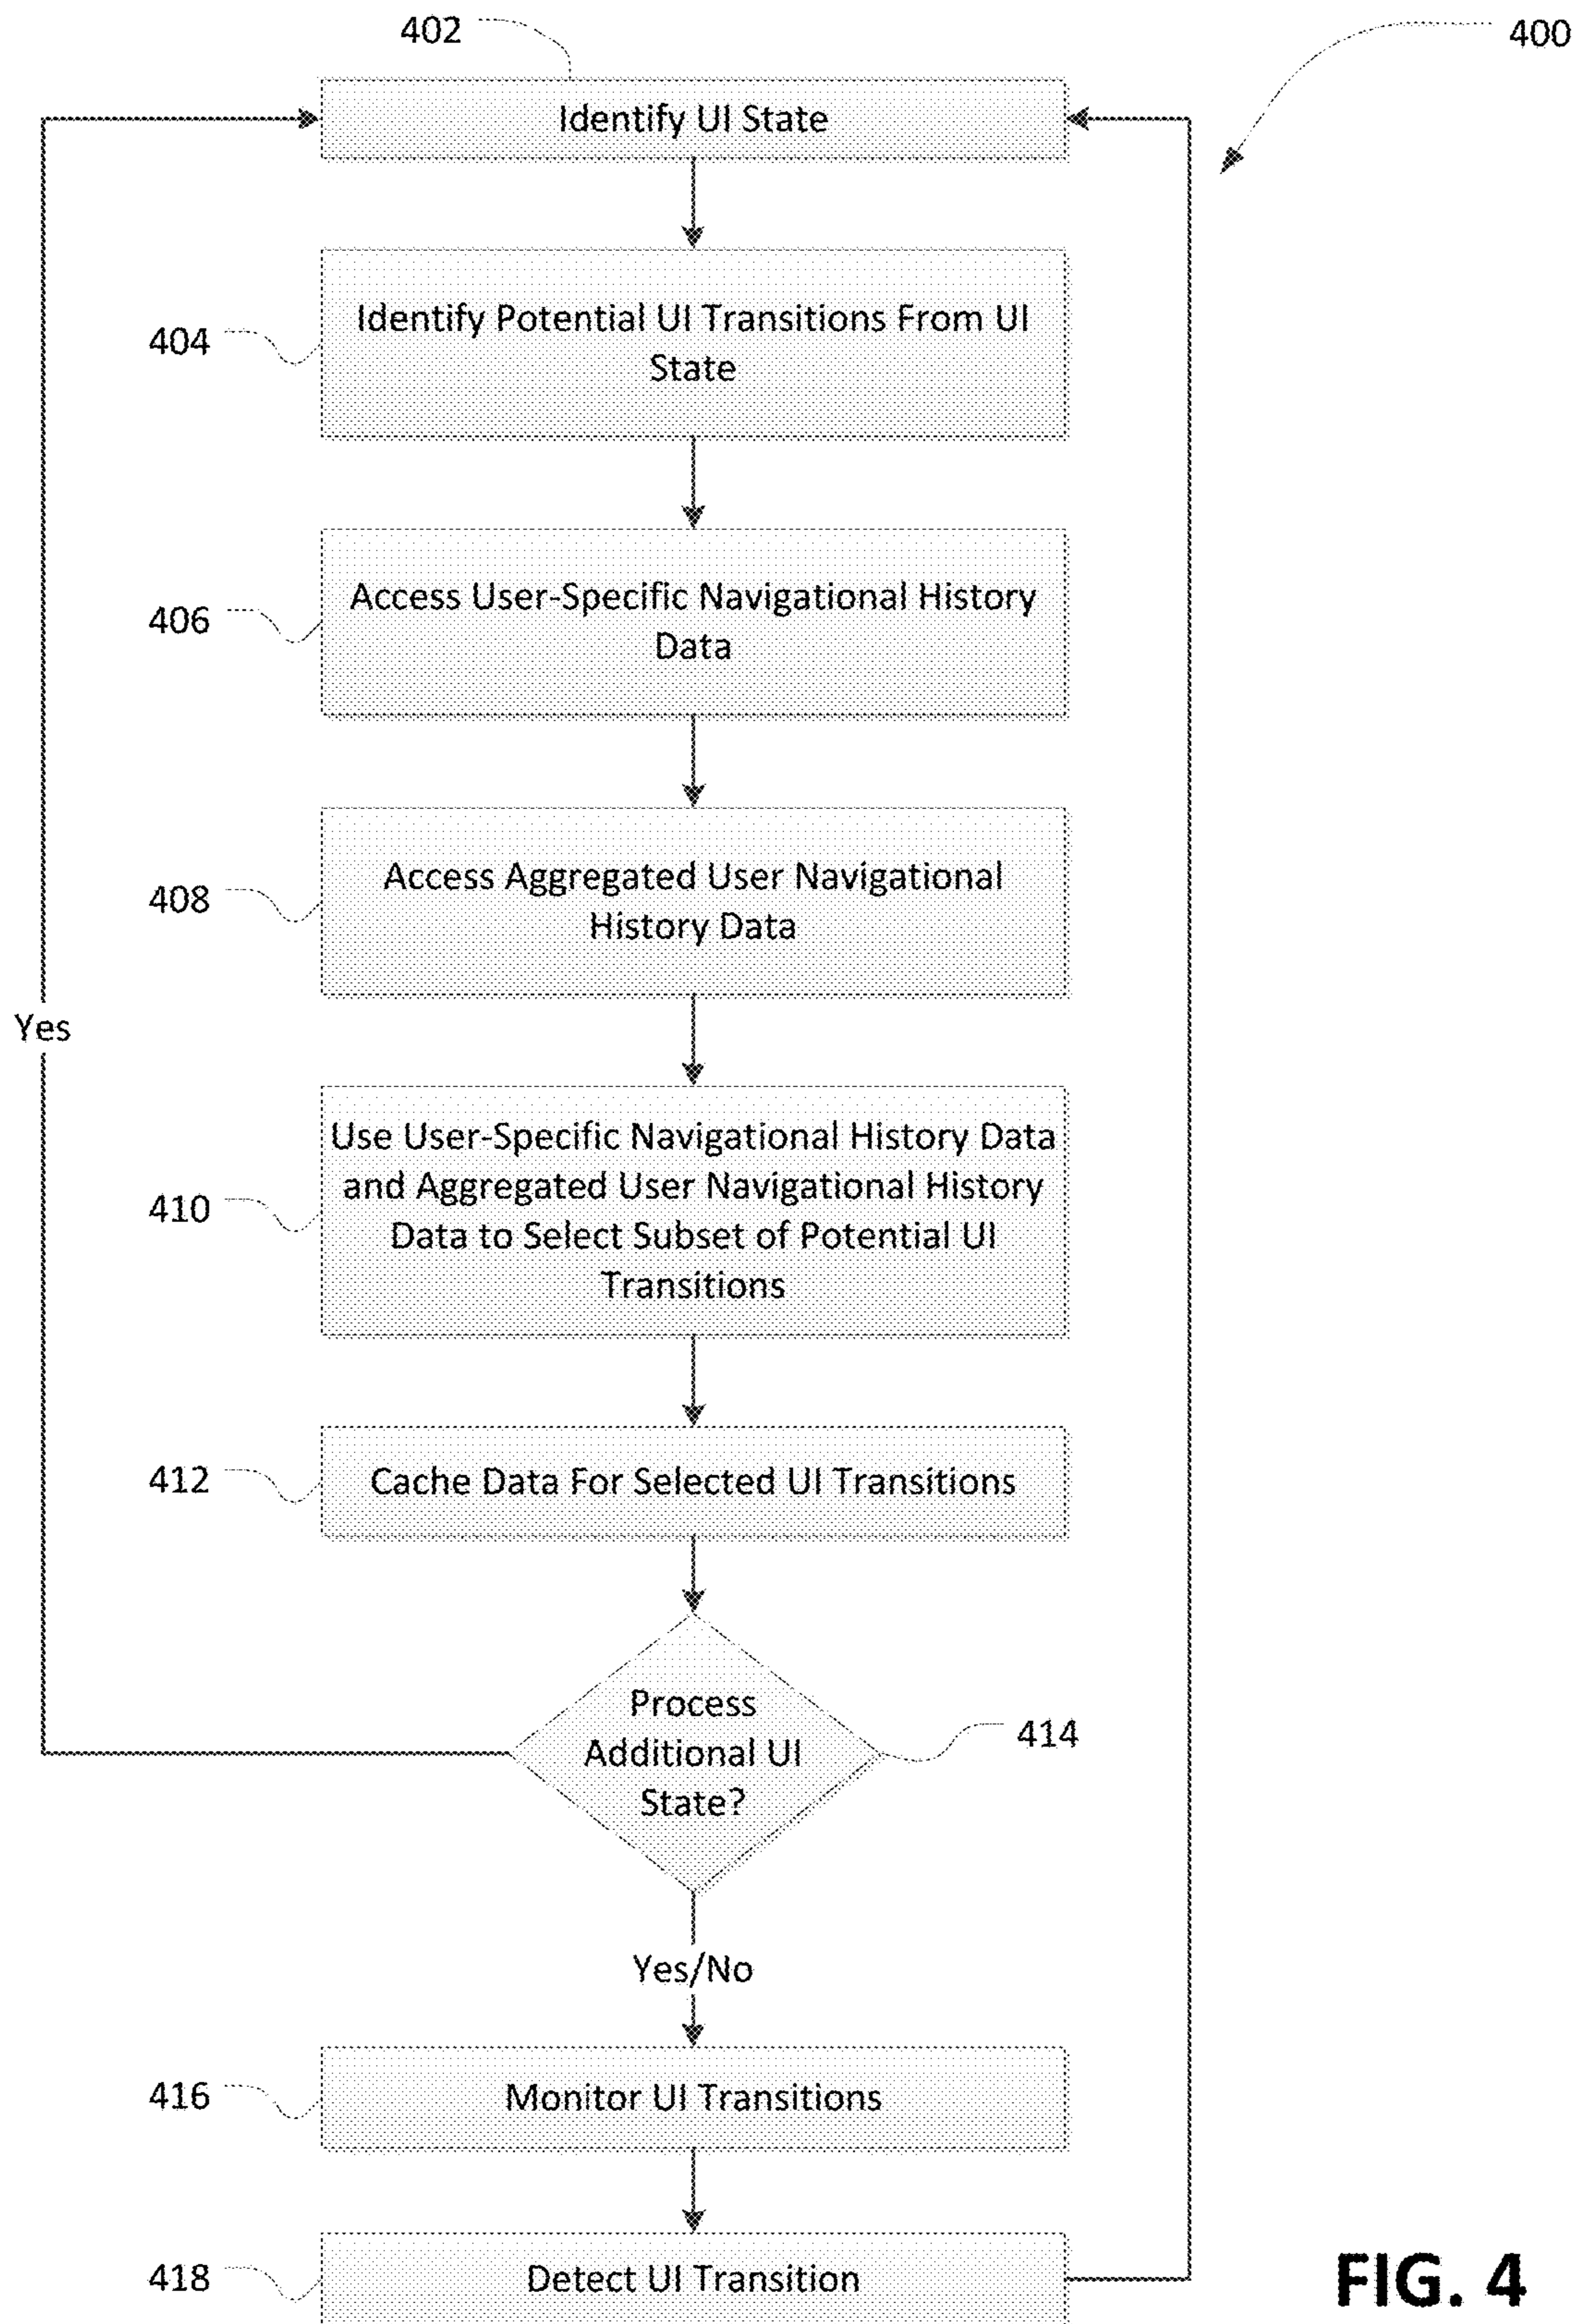 402
400
Identify UI State
Identify Potential UI Transitions From UI
State
404
Access User-Specific Navigational History
Data
406
Access Aggregated User Navigational
History Data
408
Yes
Use User-Specific Navigational History Data
and Aggregated User Navigational History
Data to Select Subset of Potential UI
Transitions
410
Cache Data For Selected UI Transitions
412
Process
Additional UI
State?
414
Yes/No
Monitor UI Transitions
416
Detect UI Transition
418
FIG. 4